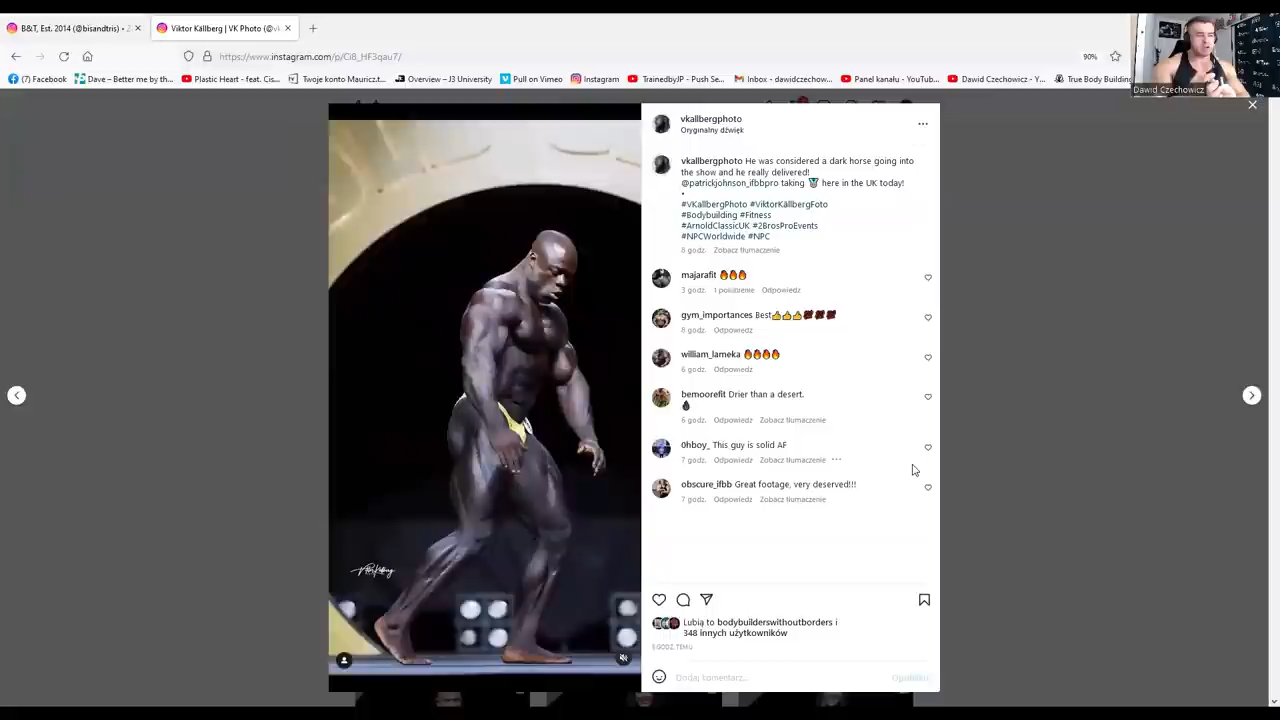 B&T, Est. 2014 (@bisandtris) •
Viktor Källberg | VK Photo (@v
https://www.instagram.com/p/Ci8_HF3qau7/
90%
(7) Facebook
Dave – Better me by th
Plastic Heart - feat. Cis
Twoje konto Mauricz.t
Overview – J3 University
Pull on Vimeo
Instagram
TrainedbyJP - Push Se
Inbox - dawidczechow
Panel kanału - YouTub
Dawid Czechowicz - Y
True Body Building
Dawid Czechowicz
vkallbergphoto
Oryginalny dźwięk
vkallbergphoto He was considered a dark horse going into
the show and he really delivered!
@patrickjohnson_ifbbpro taking 🏆 here in the UK today!
•
#VKallbergPhoto #ViktorKällbergFoto
#Bodybuilding #Fitness
#ArnoldClassicUK #2BrosProEvents
#NPCWorldwide #NPC
8 godz. Zobacz tłumaczenie
majarafit 🔥🔥🔥
3 godz. 1 polubienie Odpowiedz
gym_importances Best👍👍👍💯💯💯
8 godz. Odpowiedz
william_lameka 🔥🔥🔥🔥
6 godz. Odpowiedz
bemoorefit Drier than a desert.
6 godz. Odpowiedz Zobacz tłumaczenie
0hboy_ This guy is solid AF
7 godz. Odpowiedz Zobacz tłumaczenie ...
obscure_ifbb Great footage, very deserved!!!
7 godz. Odpowiedz Zobacz tłumaczenie
Lubią to bodybuilderswithoutborders i
348 innych użytkowników
GODZ. TEMU
Dodaj komentarz...
Opublikuj